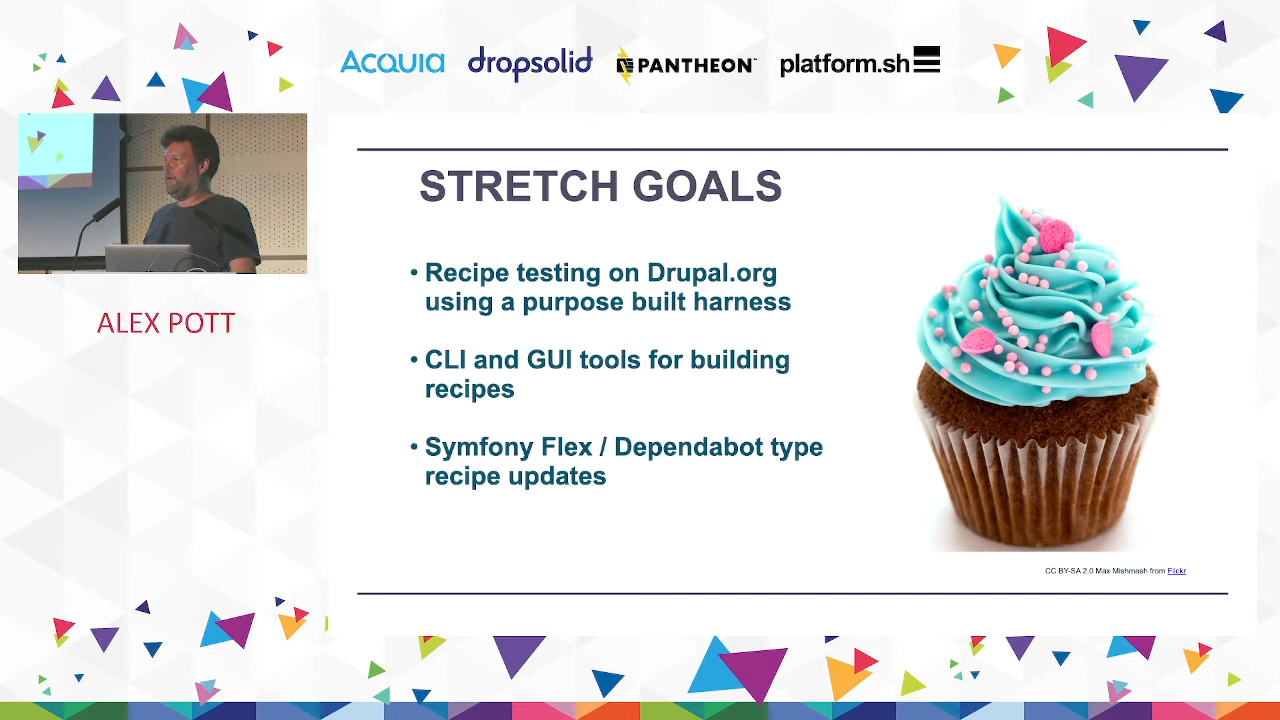 Acquia
dropsolid
PANTHEON
platform.sh
ALEX POTT
STRETCH GOALS
• Recipe testing on Drupal.org
using a purpose built harness
• CLI and GUI tools for building
recipes
• Symfony Flex / Dependabot type
recipe updates
CC BY-SA 2.0 Max Mishmash from Flickr